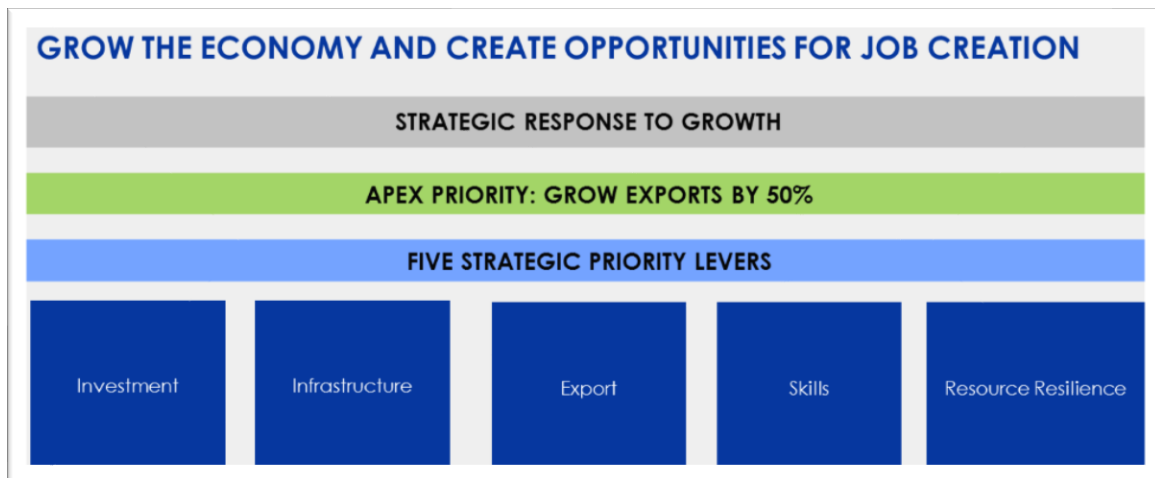 GROW THE ECONOMY AND CREATE OPPORTUNITIES FOR JOB CREATION
STRATEGIC RESPONSE TO GROWTH
APEX PRIORITY: GROW EXPORTS BY 50%
FIVE STRATEGIC PRIORITY LEVERS
Investment
Infrastructure
Export
Skills
Resource Resilience